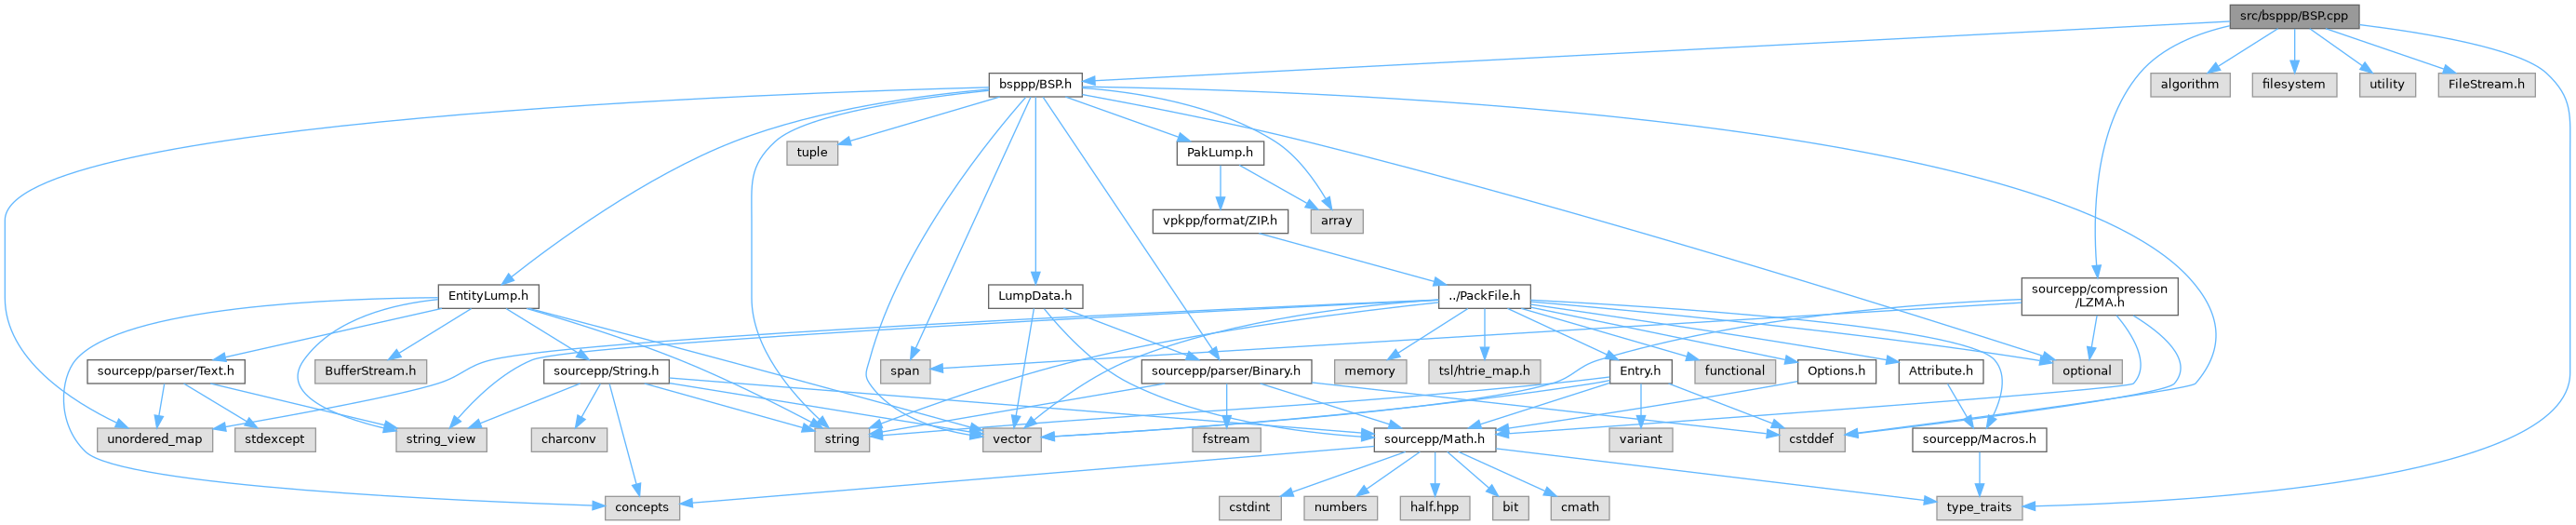 src/bsppp/BSP.cpp
bsppp/BSP.h
algorithm
filesystem
utility
FileStream.h
tuple
PakLump.h
vpkpp/format/ZIP.h
array
EntityLump.h
LumpData.h
../PackFile.h
sourcepp/compression
/LZMA.h
sourcepp/parser/Text.h
BufferStream.h
sourcepp/String.h
span
sourcepp/parser/Binary.h
memory
tsl/htrie_map.h
Entry.h
functional
Options.h
Attribute.h
optional
unordered_map
stdexcept
string_view
charconv
string
vector
fstream
sourcepp/Math.h
variant
cstddef
sourcepp/Macros.h
concepts
cstdint
numbers
half.hpp
bit
cmath
type_traits